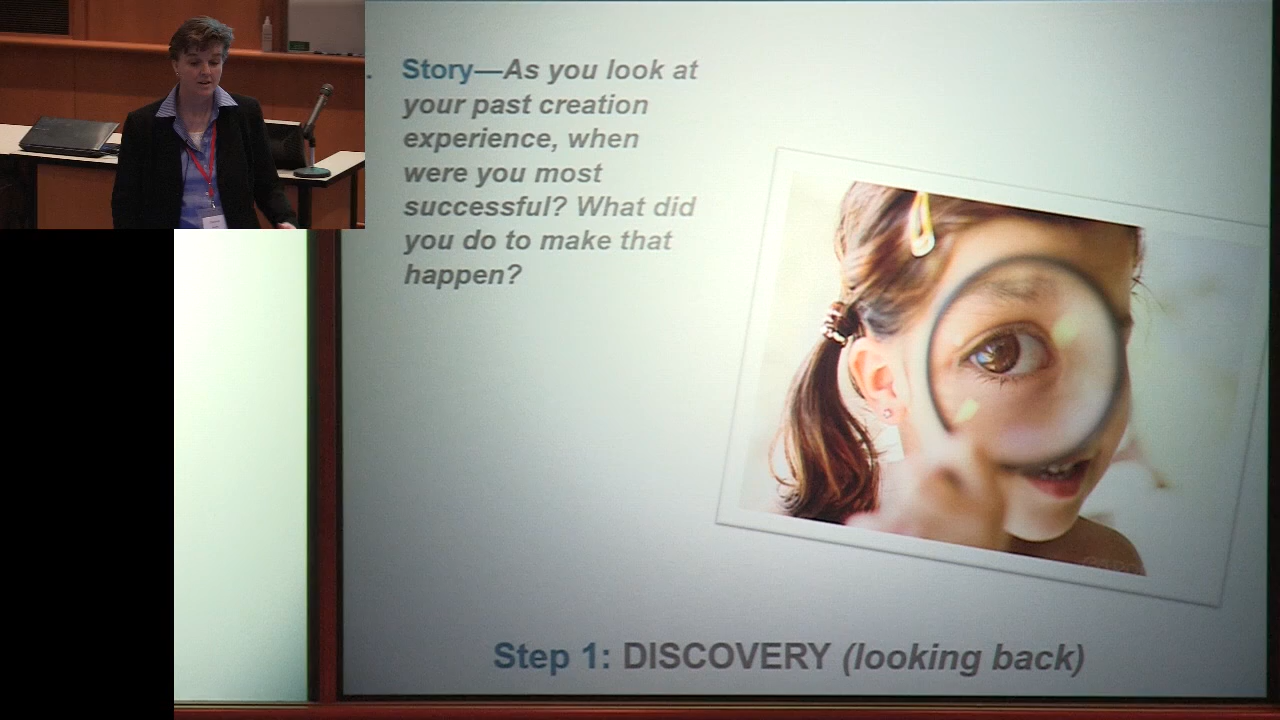 Story—As you look at
your past creation
experience, when
were you most
successful? What did
you do to make that
happen?
Step 1: DISCOVERY (looking back)